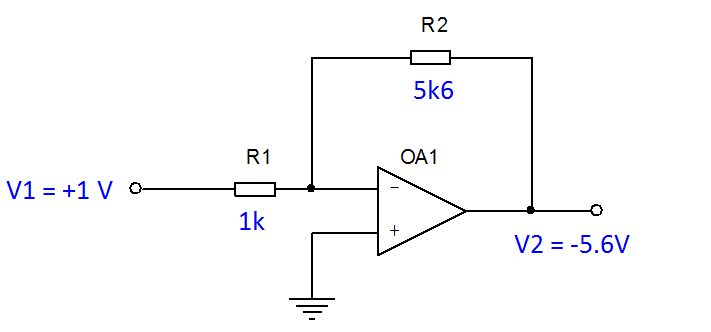 R2
5k6
R1
OA1
V1 = +1 V
−
1k
+
V2 = -5.6V